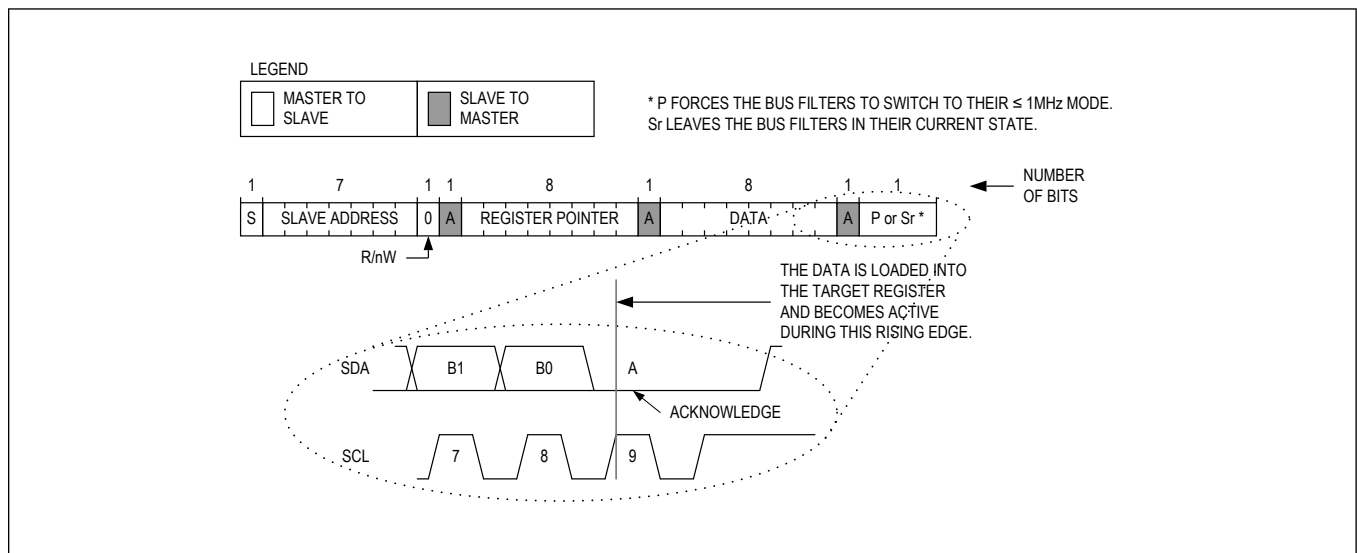 LEGEND
MASTER TO
SLAVE
SLAVE TO
MASTER
* P FORCES THE BUS FILTERS TO SWITCH TO THEIR ≤ 1MHz MODE.
Sr LEAVES THE BUS FILTERS IN THEIR CURRENT STATE.
1 7 1 1 8 1 8 1 1
NUMBER
OF BITS
S SLAVE ADDRESS 0 A REGISTER POINTER A DATA A P or Sr *
R/nW
THE DATA IS LOADED INTO
THE TARGET REGISTER
AND BECOMES ACTIVE
DURING THIS RISING EDGE.
SDA B1 B0 A
ACKNOWLEDGE
SCL 7 8 9